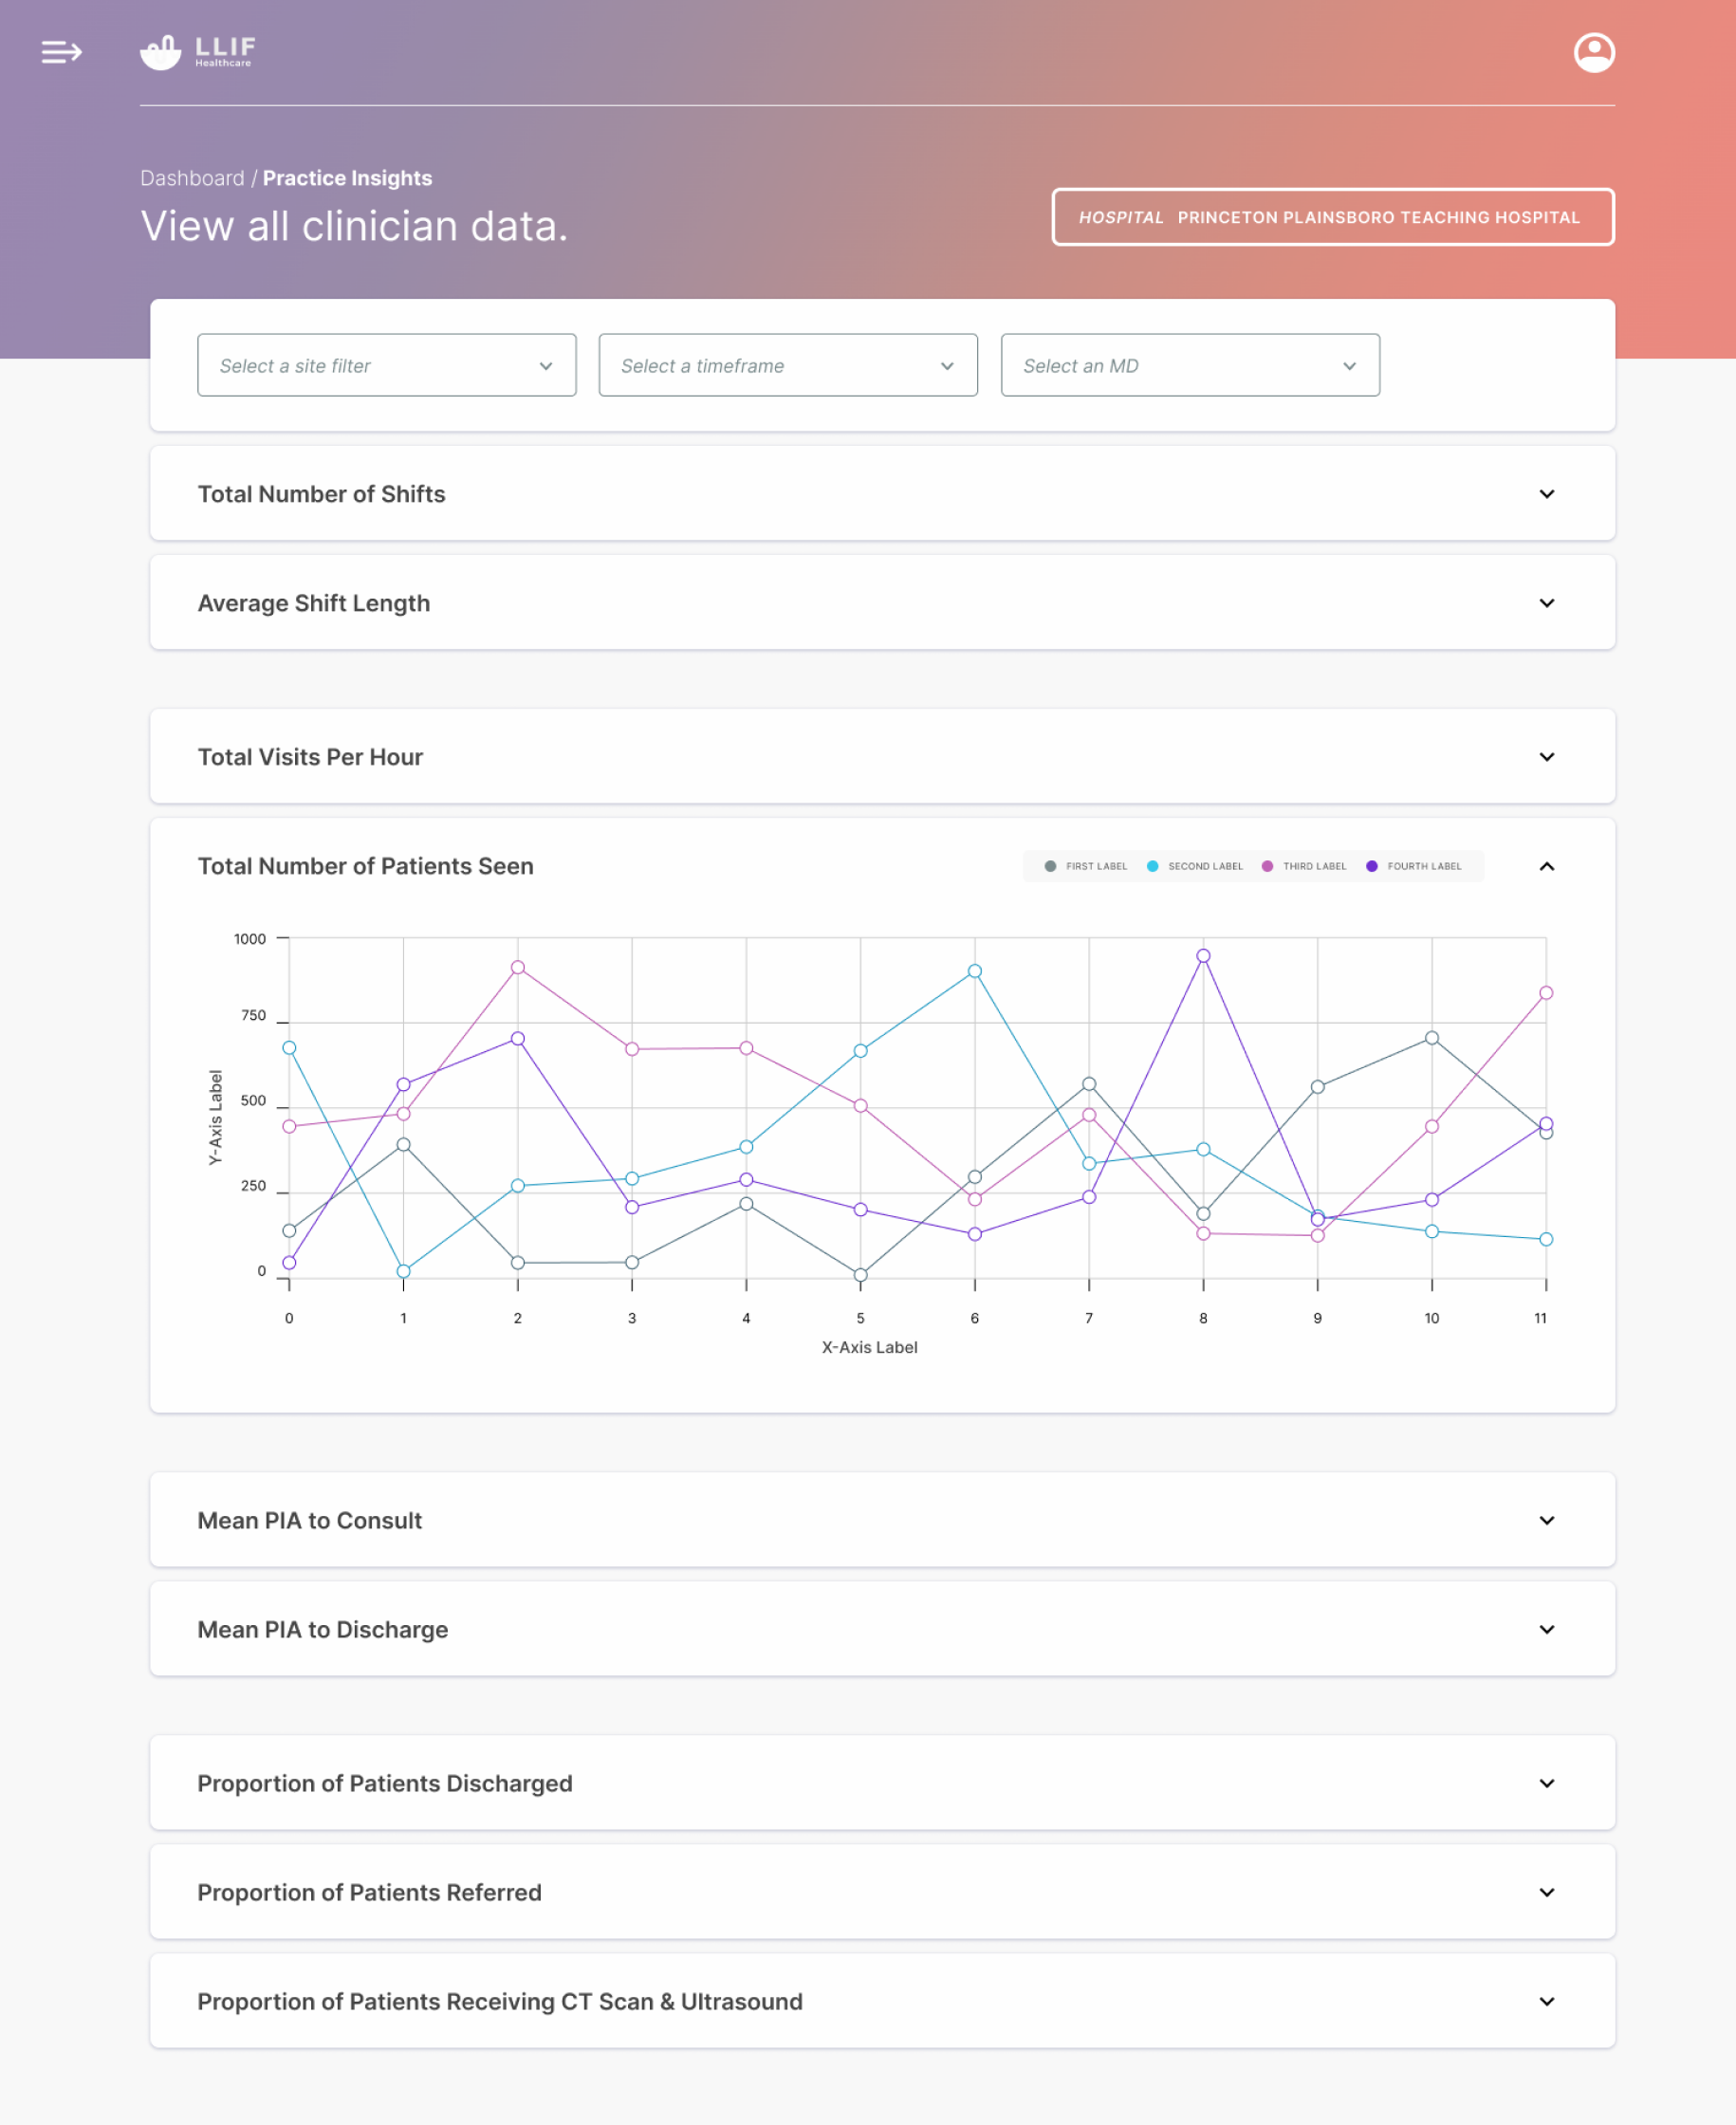 LLIF
Healthcare
Dashboard / Practice Insights
View all clinician data.
HOSPITAL PRINCETON PLAINSBORO TEACHING HOSPITAL
Select a site filter
Select a timeframe
Select an MD
Total Number of Shifts
Average Shift Length
Total Visits Per Hour
Total Number of Patients Seen
FIRST LABEL
SECOND LABEL
THIRD LABEL
FOURTH LABEL
1000
750
500
250
0
Y-Axis Label
0 1 2 3 4 5 6 7 8 9 10 11
X-Axis Label
Mean PIA to Consult
Mean PIA to Discharge
Proportion of Patients Discharged
Proportion of Patients Referred
Proportion of Patients Receiving CT Scan & Ultrasound